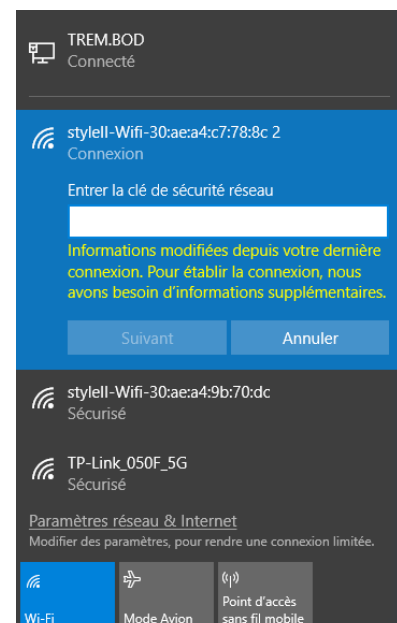 TREM.BOD
Connecté
stylell-Wifi-30:ae:a4:c7:78:8c 2
Connexion
Entrer la clé de sécurité réseau
Informations modifiées depuis votre dernière
connexion. Pour établir la connexion, nous
avons besoin d'informations supplémentaires.
Suivant Annuler
stylell-Wifi-30:ae:a4:9b:70:dc
Sécurisé
TP-Link_050F_5G
Sécurisé
Paramètres réseau & Internet
Modifier des paramètres, pour rendre une connexion limitée.
Wi-Fi
Mode Avion
Point d'accès
sans fil mobile